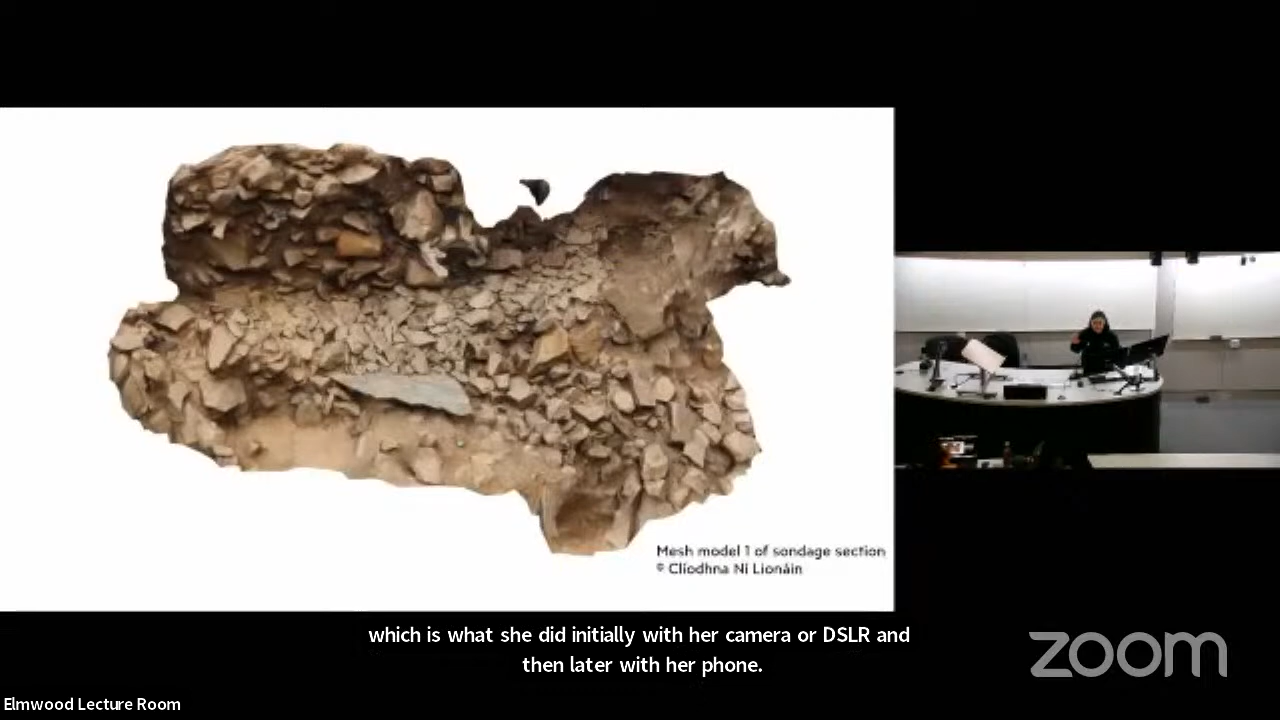 Mesh model 1 of sondage section
© Clíodhna Ní Lionáin
which is what she did initially with her camera or DSLR and
then later with her phone.
zoom
Elmwood Lecture Room